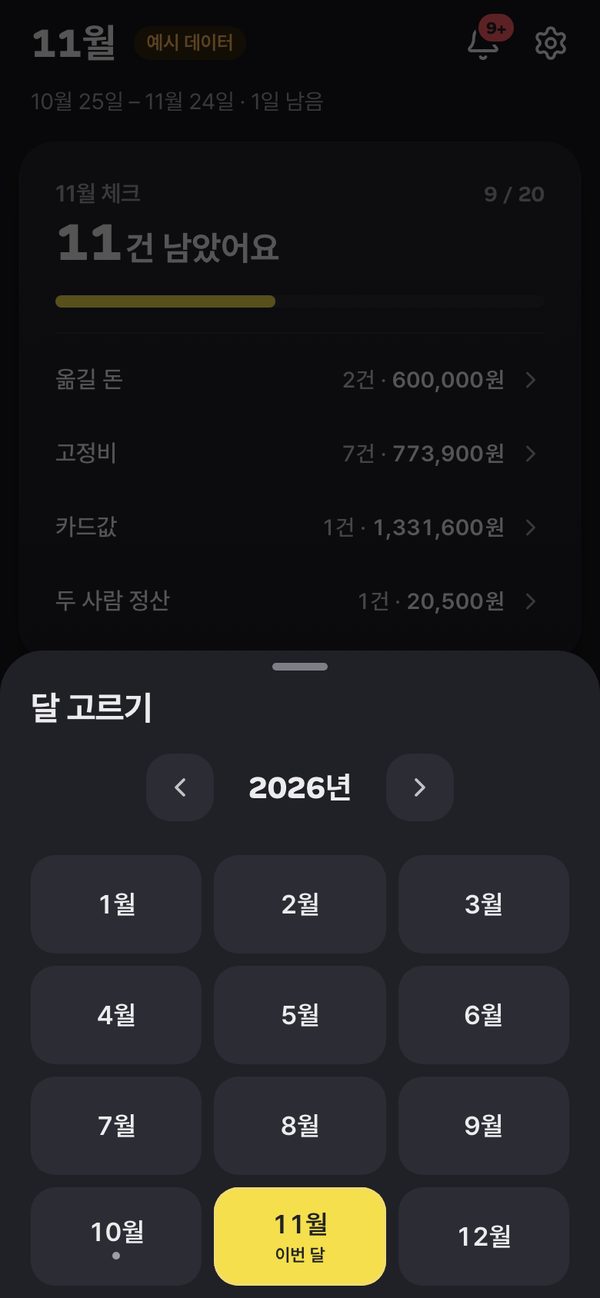 11월 예시 데이터 9+
10월 25일 – 11월 24일 · 1일 남음
11월 체크 9 / 20
11건 남았어요
옮길 돈 2건 · 600,000원
고정비 7건 · 773,900원
카드값 1건 · 1,331,600원
두 사람 정산 1건 · 20,500원
달 고르기
2026년
1월 2월 3월
4월 5월 6월
7월 8월 9월
10월 11월 12월
이번 달